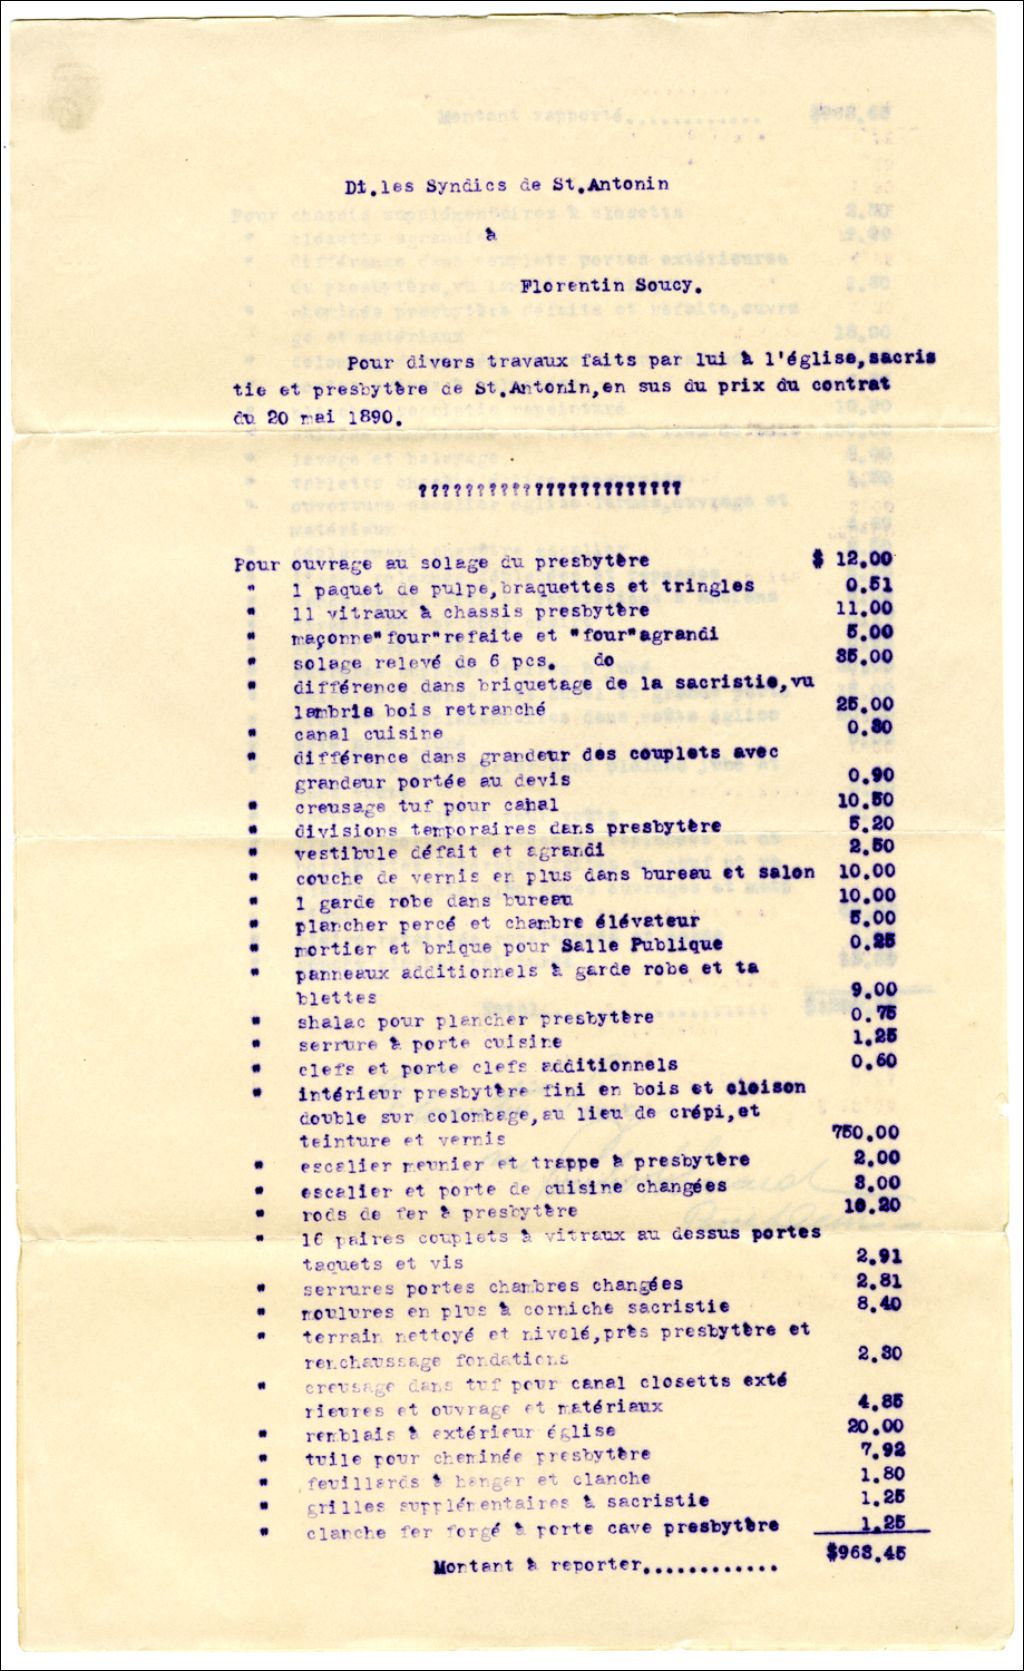 Dt.les Syndics de St.Antonin
à
Florentin Soucy.
Pour divers travaux faits par lui à l'église,sacris
tie et presbytère de St.Antonin,en sus du prix du contrat
du 20 mai 1890.
???????????????????????
Pour ouvrage au solage du presbytère $ 12.00
" 1 paquet de pulpe,braquettes et tringles 0.51
" 11 vitraux à chassis presbytère 11.00
" maçonne"four"refaite et "four"agrandi 5.00
" solage relevé de 6 pcs. do 35.00
" différence dans briquetage de la sacristie,vu
lambris bois retranché 25.00
" canal cuisine 0.30
" différence dans grandeur des couplets avec
grandeur portée au devis 0.90
" creusage tuf pour cahal 10.50
" divisions temporaires dans presbytère 5.20
" vestibule défait et agrandi 2.50
" couche de vernis en plus dans bureau et salon 10.00
" 1 garde robe dans bureau 10.00
" plancher percé et chambre élévateur 5.00
" mortier et brique pour Salle Publique 0.25
" panneaux additionnels à garde robe et ta
blettes 9.00
" shalac pour plancher presbytère 0.75
" serrure à porte cuisine 1.25
" clefs et porte clefs additionnels 0.60
" intérieur presbytère fini en bois et cloison
double sur colombage,au lieu de crépi,et
teinture et vernis 750.00
" escalier meunier et trappe à presbytère 2.00
" escalier et porte de cuisine changées 3.00
" rods de fer à presbytère 10.20
" 16 paires couplets à vitraux au dessus portes
taquets et vis 2.91
" serrures portes chambres changées 2.81
" moulures en plus à corniche sacristie 8.40
" terrain nettoyé et nivelé,près presbytère et
renchaussage fondations 2.30
" creusage dans tuf pour canal closetts exté
rieures et ouvrage et matériaux 4.85
" remblais à extérieur église 20.00
" tuile pour cheminée presbytère 7.92
" feuillards à hangar et clanche 1.80
" grilles supplémentaires à sacristie 1.25
" clanche fer forgé à porte cave presbytère 1.25
Montant à reporter............ $968.45